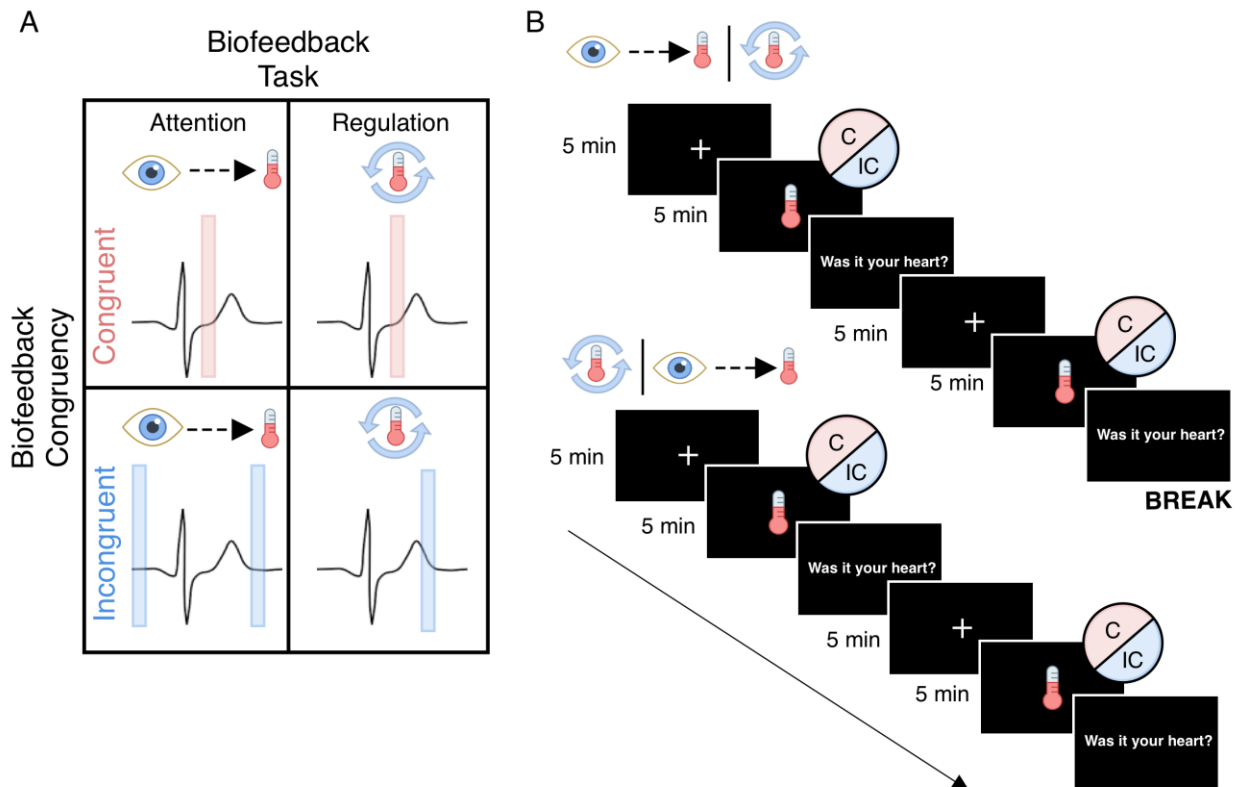 A
Biofeedback
Task
Attention
Regulation
Biofeedback
Congruency
Congruent
Incongruent
B
5 min
C
IC
5 min
Was it your heart?
5 min
C
IC
5 min
Was it your heart?
BREAK
5 min
C
IC
5 min
Was it your heart?
5 min
C
IC
5 min
Was it your heart?